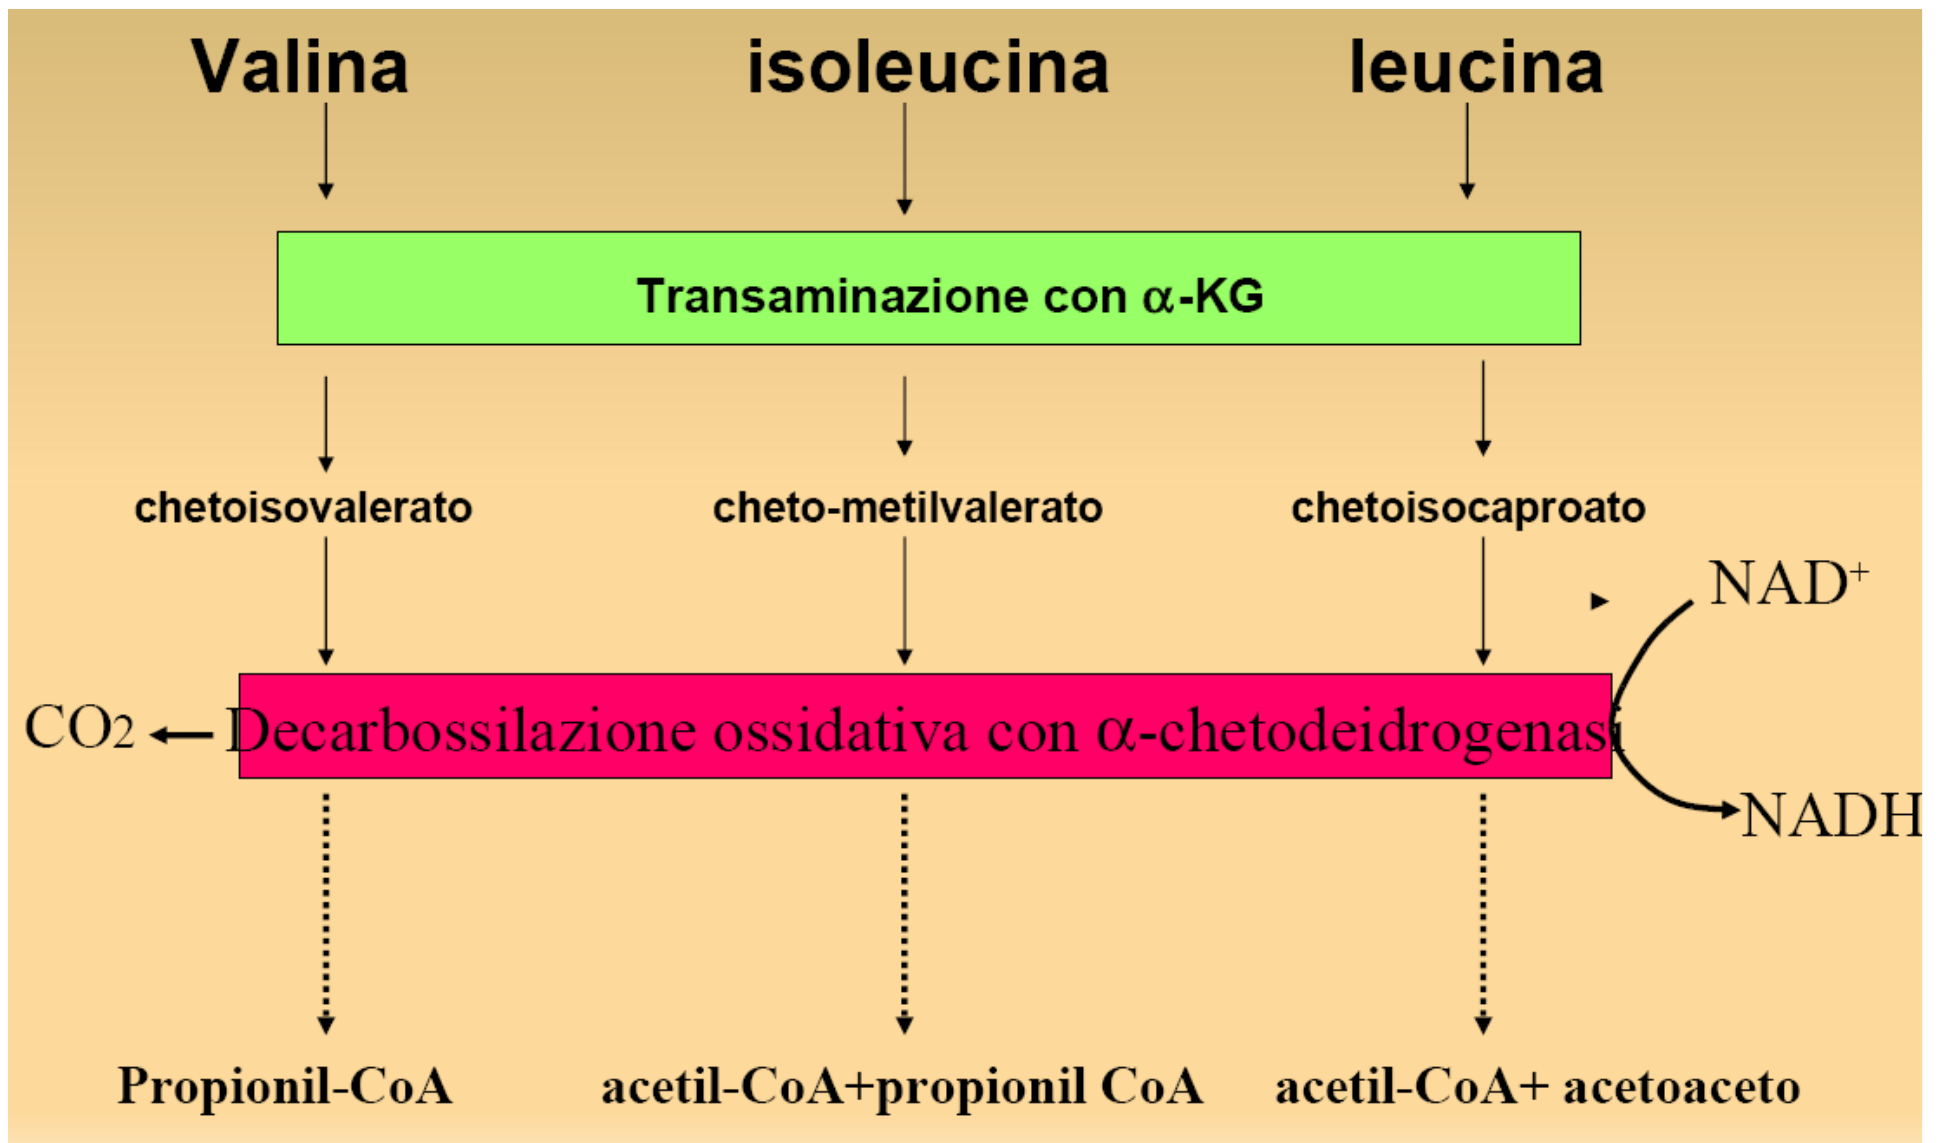 Valina isoleucina leucina
Transaminazione con α-KG
chetoisovalerato cheto-metilvalerato chetoisocaproato
NAD⁺
CO2 Decarbossilazione ossidativa con α-chetodeidrogenasi
NADH
Propionil-CoA acetil-CoA+propionil CoA acetil-CoA+ acetoaceto